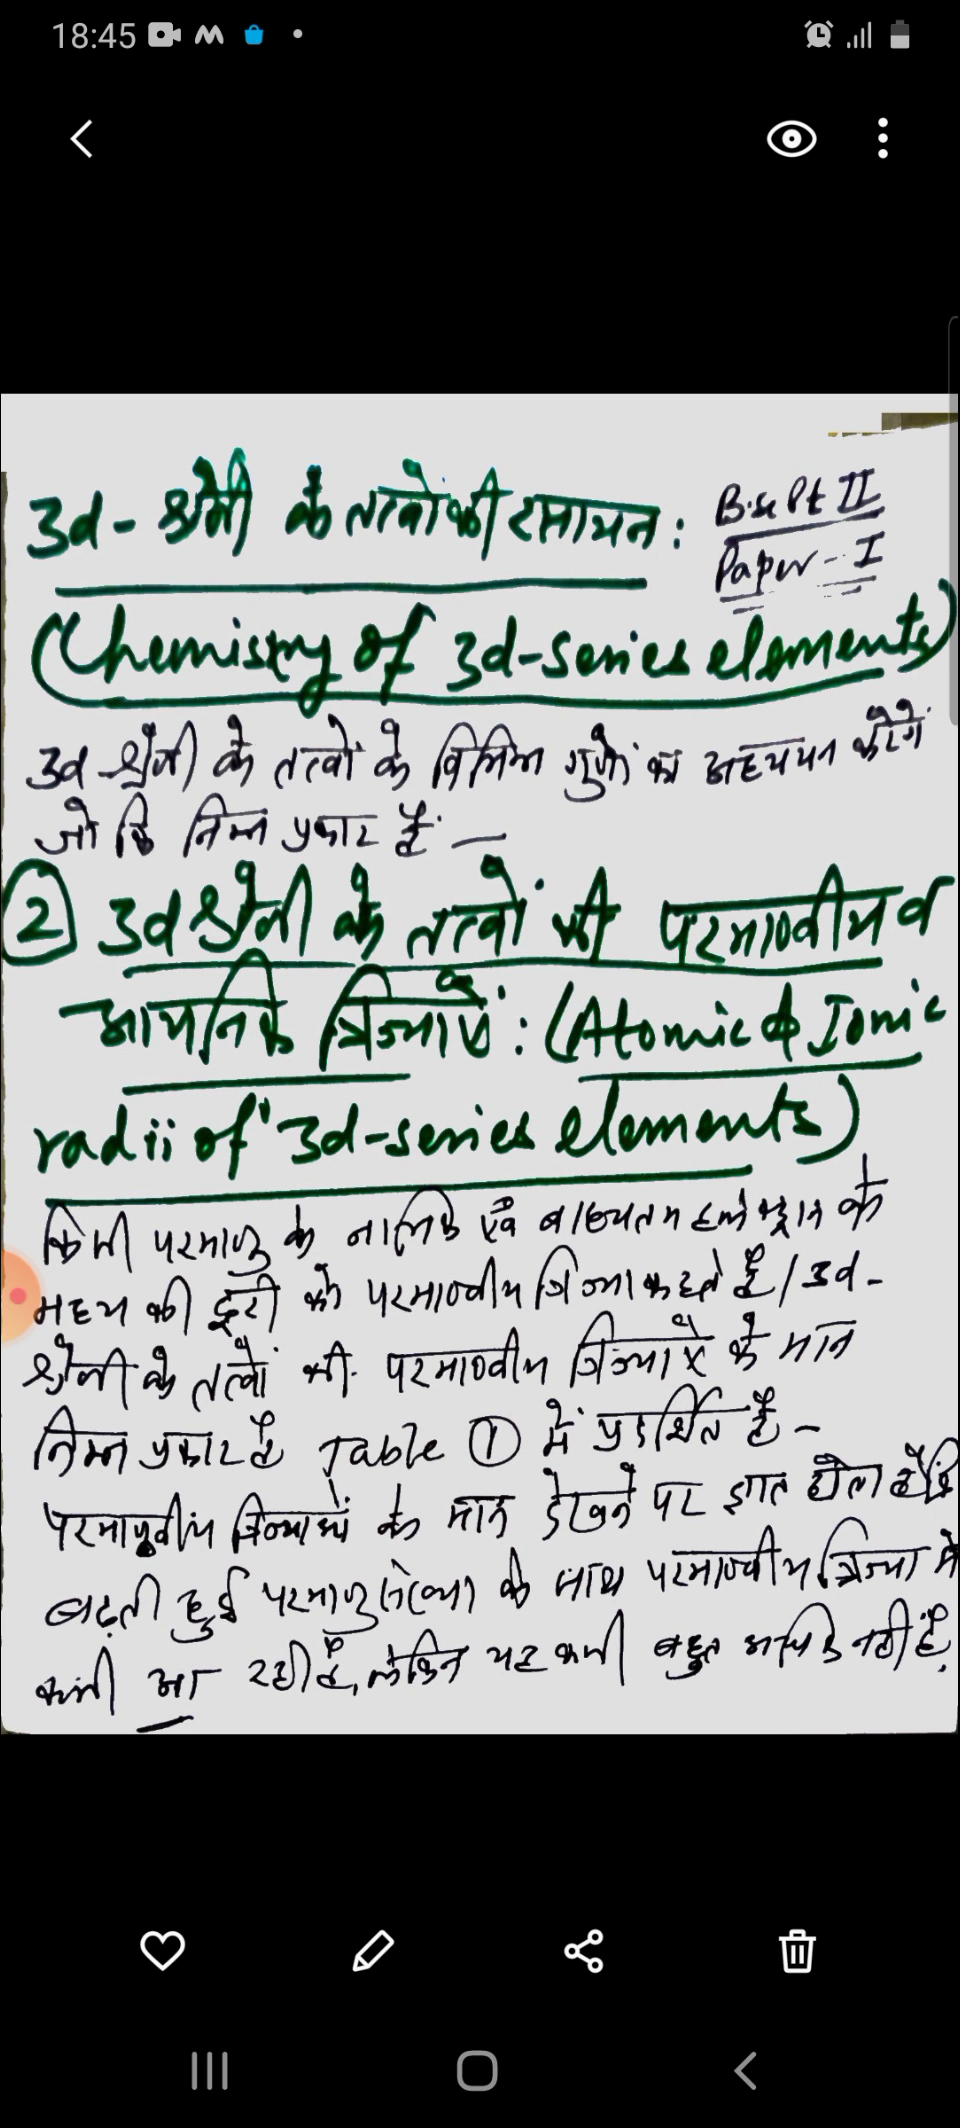 18:45
3d-श्रेणी के तत्वों की रसायन:
B.Sc Pt II
Paper-I
(Chemistry of 3d-series elements)
3d-श्रेणी के तत्वों के विभिन्न गुणों का अध्ययन करेंगे
जो कि निम्न प्रकार हैं:—
② 3d श्रेणी के तत्वों की परमाण्वीय व
आयनिक त्रिज्याएँ: (Atomic & Ionic
radii of 3d-series elements)
किसी परमाणु के नाभिक एवं बाह्यतम इलेक्ट्रान के
मध्य की दूरी को परमाण्वीय त्रिज्या कहते हैं/3d-
श्रेणी के तत्वों की परमाण्वीय त्रिज्याएँ के मान
निम्न प्रकार है Table ① में प्रदर्शित है-
परमाण्वीय त्रिज्याओं के मान देखने पर ज्ञात होता है कि
बढ़ती हुई परमाणु संख्या के साथ परमाण्वीय त्रिज्या में
कमी आ रही है, लेकिन यह कमी बहुत अधिक नहीं है,